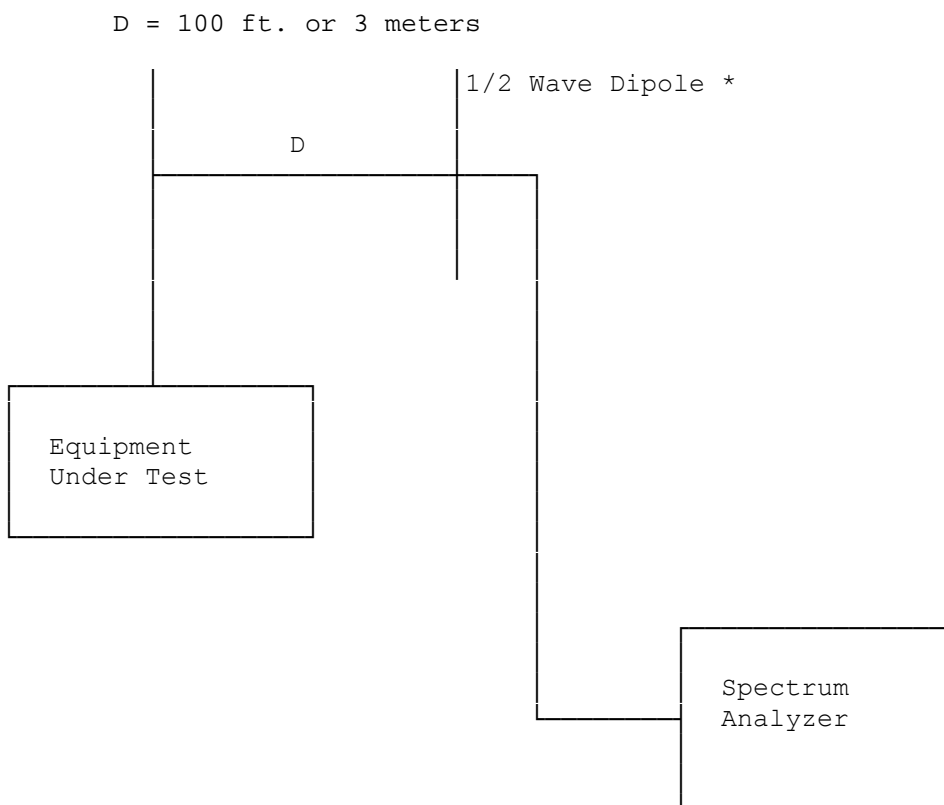 D = 100 ft. or 3 meters
1/2 Wave Dipole *
D
Equipment
Under Test
Spectrum
Analyzer